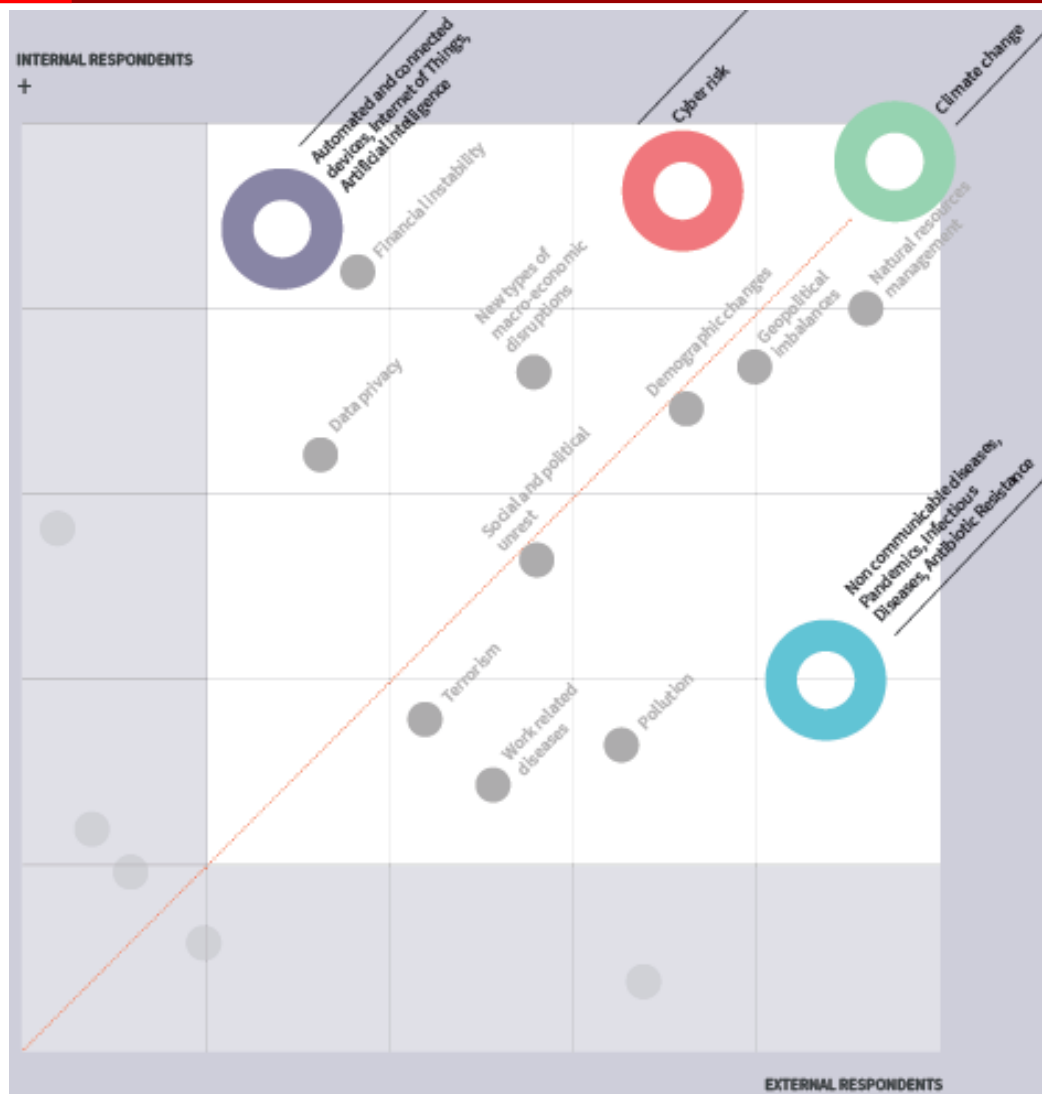 INTERNAL RESPONDENTS
+
Automated and connected
devices, Internet of Things,
Artificial Intelligence
Cyber risk
Climate change
Financial instability
New types of
macro-economic
disruptions
Demographic changes
Geopolitical
imbalances
Natural resources
management
Data privacy
Social and political
unrest
Non communicable diseases,
Pandemics, Infectious
Diseases, Antibiotic Resistance
Terrorism
Work related
diseases
Pollution
EXTERNAL RESPONDENTS